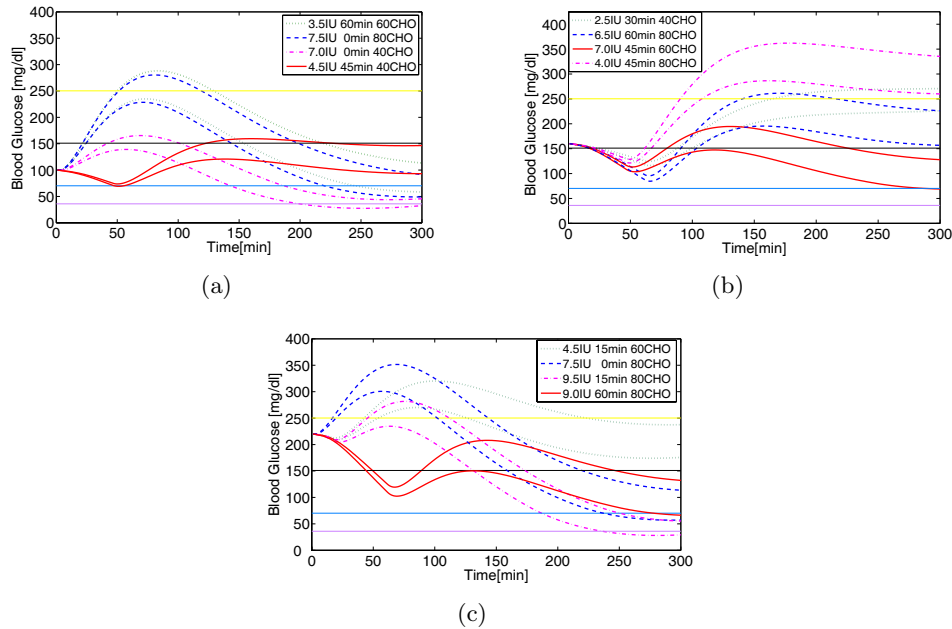 400
350
300
250
200
150
100
50
0
Blood Glucose [mg/dl]
3.5IU 60min 60CHO
7.5IU 0min 80CHO
7.0IU 0min 40CHO
4.5IU 45min 40CHO
0 50 100 150 200 250 300
Time[min]
(a)
400
350
300
250
200
150
100
50
0
Blood Glucose [mg/dl]
2.5IU 30min 40CHO
6.5IU 60min 80CHO
7.0IU 45min 60CHO
4.0IU 45min 80CHO
0 50 100 150 200 250 300
Time[min]
(b)
400
350
300
250
200
150
100
50
0
Blood Glucose [mg/dl]
4.5IU 15min 60CHO
7.5IU 0min 80CHO
9.5IU 15min 80CHO
9.0IU 60min 80CHO
0 50 100 150 200 250 300
Time[min]
(c)